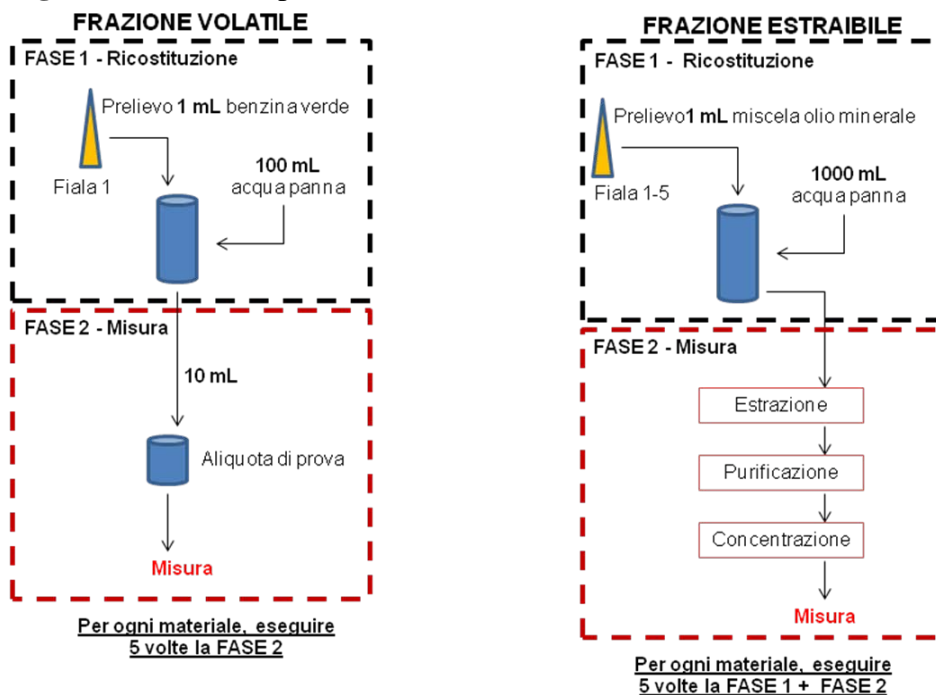 FRAZIONE VOLATILE
FASE 1 - Ricostituzione
Prelievo 1 mL benzina verde
Fiala 1
100 mL
acqua panna
FASE 2 - Misura
10 mL
Aliquota di prova
Misura
Per ogni materiale, eseguire
5 volte la FASE 2
FRAZIONE ESTRAIBILE
FASE 1 - Ricostituzione
Prelievo 1 mL miscela olio minerale
Fiala 1-5
1000 mL
acqua panna
FASE 2 - Misura
Estrazione
Purificazione
Concentrazione
Misura
Per ogni materiale, eseguire
5 volte la FASE 1 + FASE 2